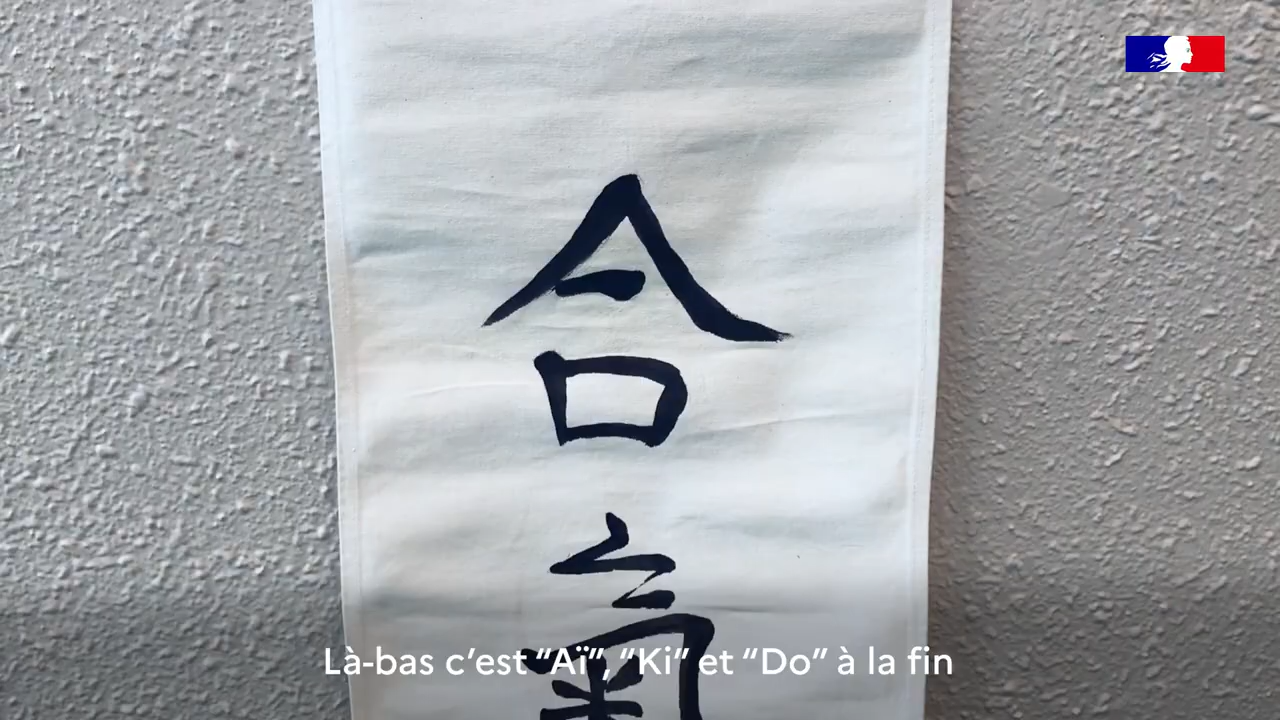 合
氣
Là-bas c’est “Aï”, “Ki” et “Do” à la fin